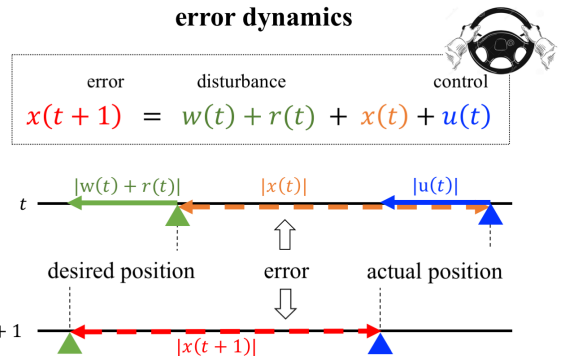 error dynamics
error disturbance control
x(t + 1) = w(t) + r(t) + x(t) + u(t)
|w(t) + r(t)| |x(t)| |u(t)|
t
desired position error actual position
+ 1
|x(t + 1)|